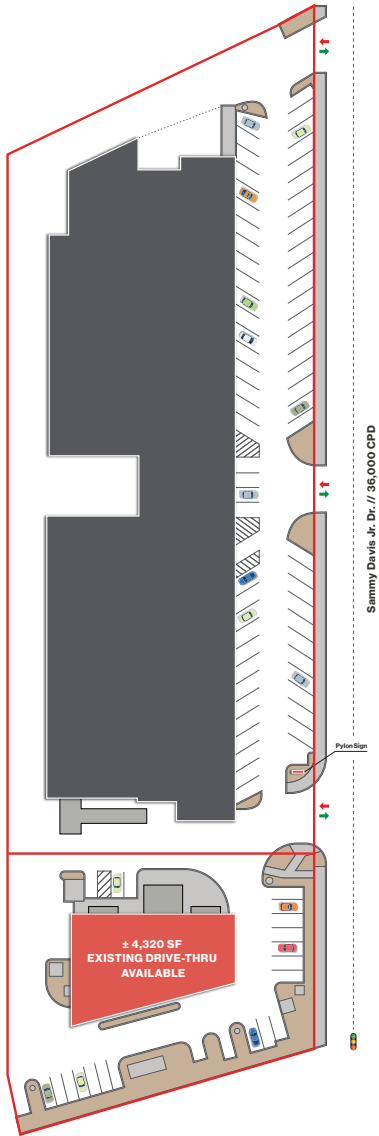 Sammy Davis Jr. Dr. // 36,000 CPD
Pylon Sign
± 4,320 SF
EXISTING DRIVE-THRU
AVAILABLE